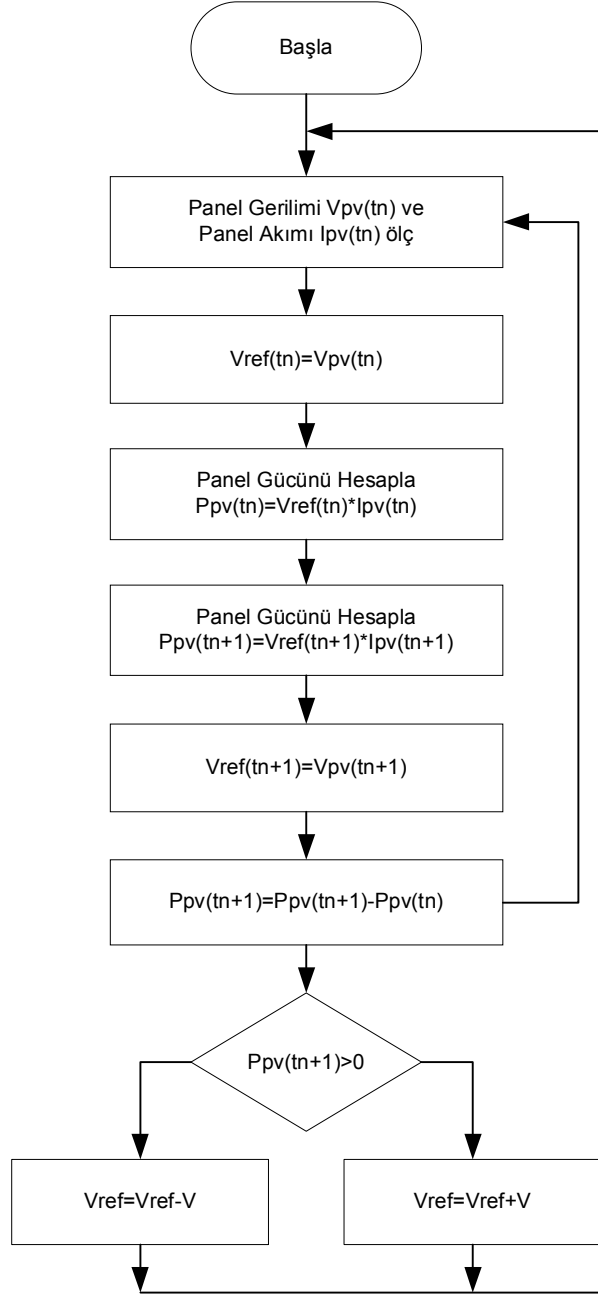 Başla
Panel Gerilimi Vpv(tn) ve
Panel Akımı Ipv(tn) ölç
Vref(tn)=Vpv(tn)
Panel Gücünü Hesapla
Ppv(tn)=Vref(tn)*Ipv(tn)
Panel Gücünü Hesapla
Ppv(tn+1)=Vref(tn+1)*Ipv(tn+1)
Vref(tn+1)=Vpv(tn+1)
Ppv(tn+1)=Ppv(tn+1)-Ppv(tn)
Ppv(tn+1)>0
Vref=Vref-V
Vref=Vref+V